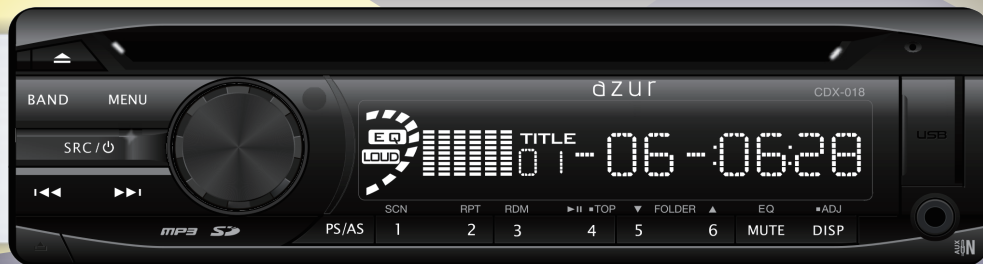 azur
CDX-018
BAND MENU
SRC/⏻
EQ
LOUD
TITLE
01-06-:06:28
USB
SCN RPT RDM ▶II ■TOP ▼ FOLDER ▲ EQ ■ADJ
PS/AS 1 2 3 4 5 6 MUTE DISP
MP3 SD
AUX IN